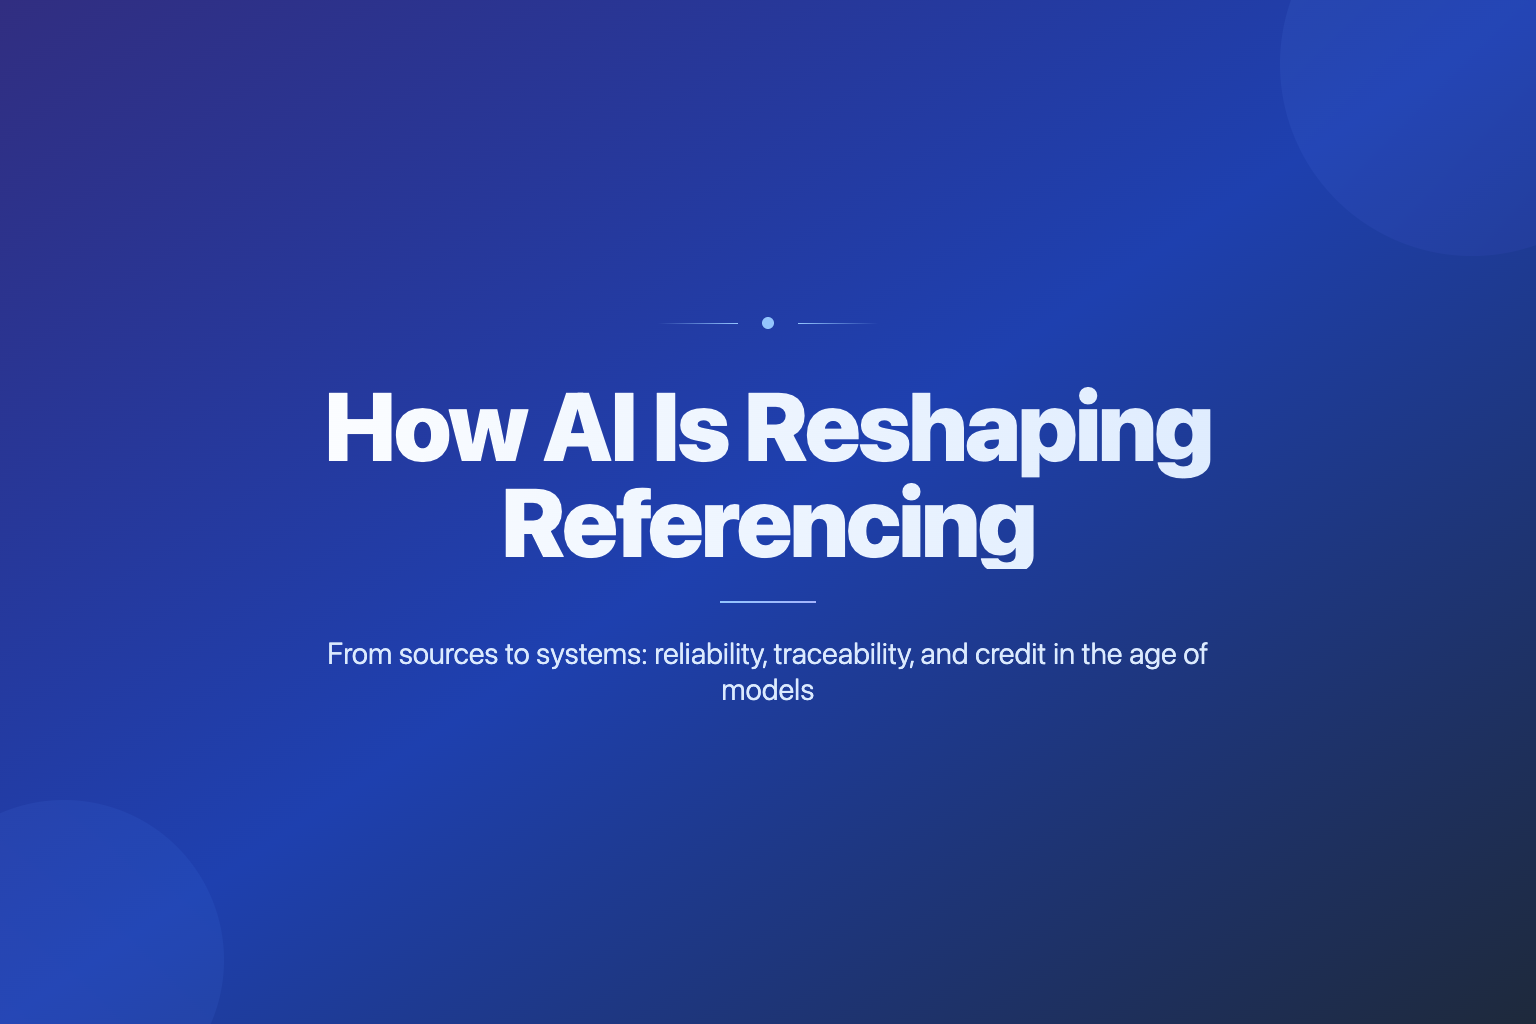 How AI Is Reshaping
Referencing
From sources to systems: reliability, traceability, and credit in the age of
models